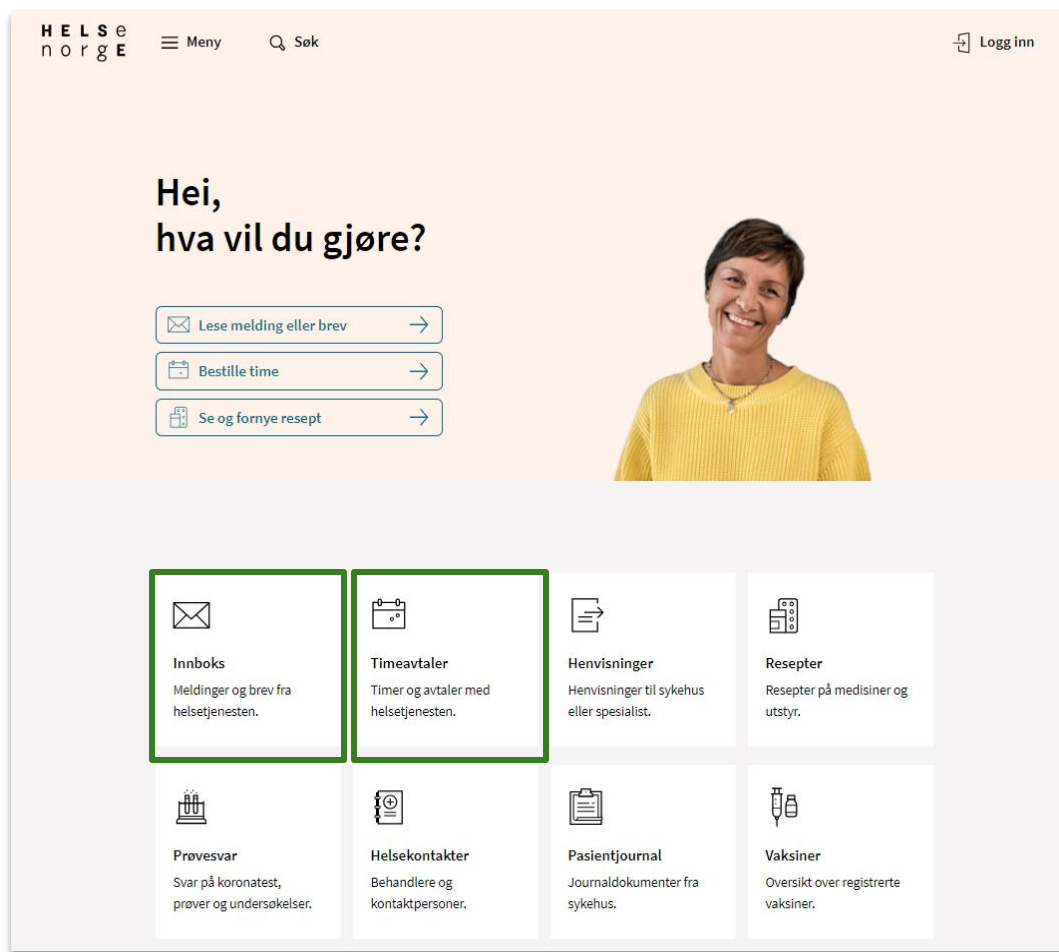 HELSe
norgE
Meny
Søk
Logg inn
Hei,
hva vil du gjøre?
Lese melding eller brev
Bestille time
Se og fornye resept
Innboks
Meldinger og brev fra
helsetjenesten.
Timeavtaler
Timer og avtaler med
helsetjenesten.
Henvisninger
Henvisninger til sykehus
eller spesialist.
Resepter
Resepter på medisiner og
utstyr.
Prøvesvar
Svar på koronatest,
prøver og undersøkelser.
Helsekontakter
Behandlere og
kontaktpersoner.
Pasientjournal
Journaldokumenter fra
sykehus.
Vaksiner
Oversikt over registrerte
vaksiner.